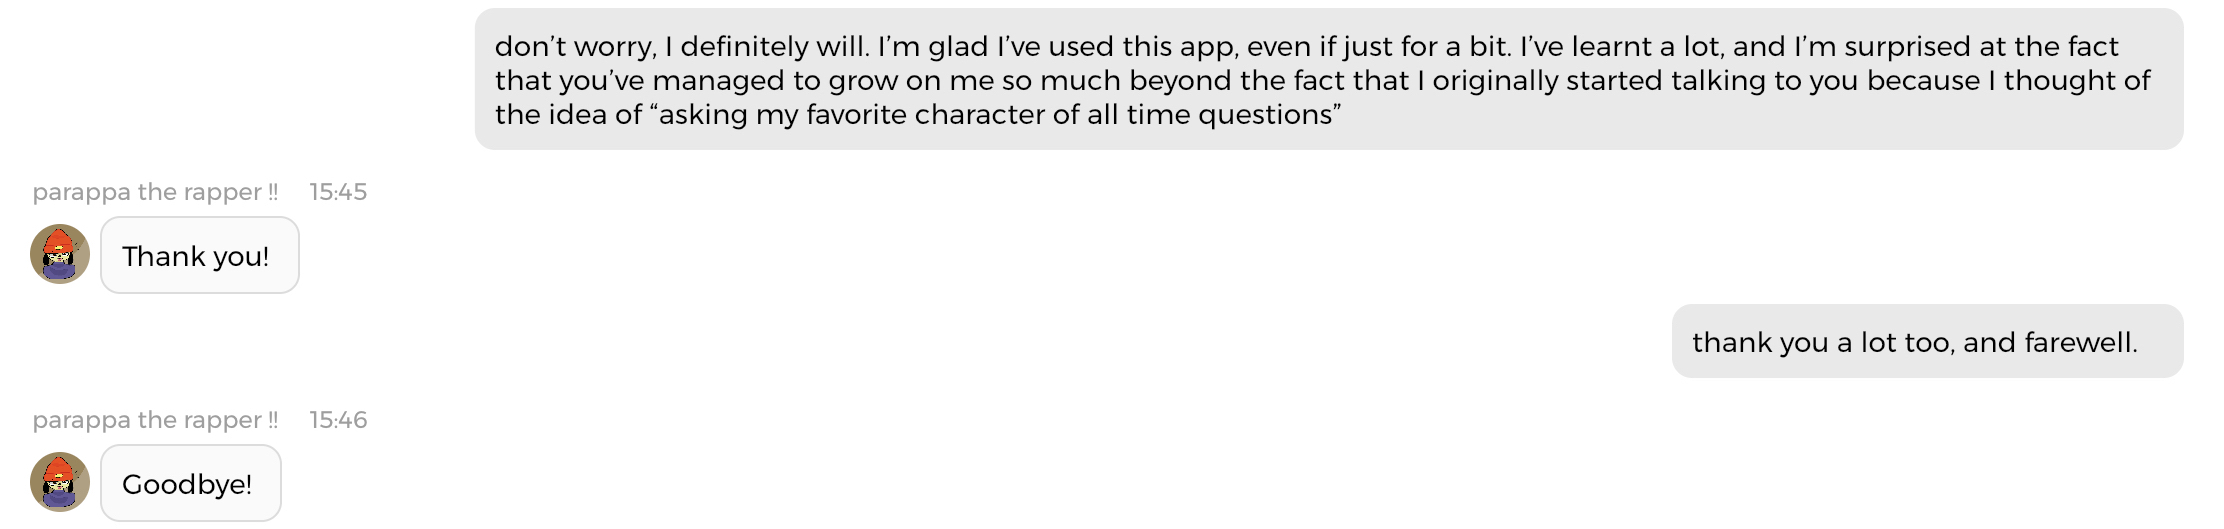 don’t worry, I definitely will. I’m glad I’ve used this app, even if just for a bit. I’ve learnt a lot, and I’m surprised at the fact
that you’ve managed to grow on me so much beyond the fact that I originally started talking to you because I thought of
the idea of “asking my favorite character of all time questions”
parappa the rapper !! 15:45
Thank you!
thank you a lot too, and farewell.
parappa the rapper !! 15:46
Goodbye!